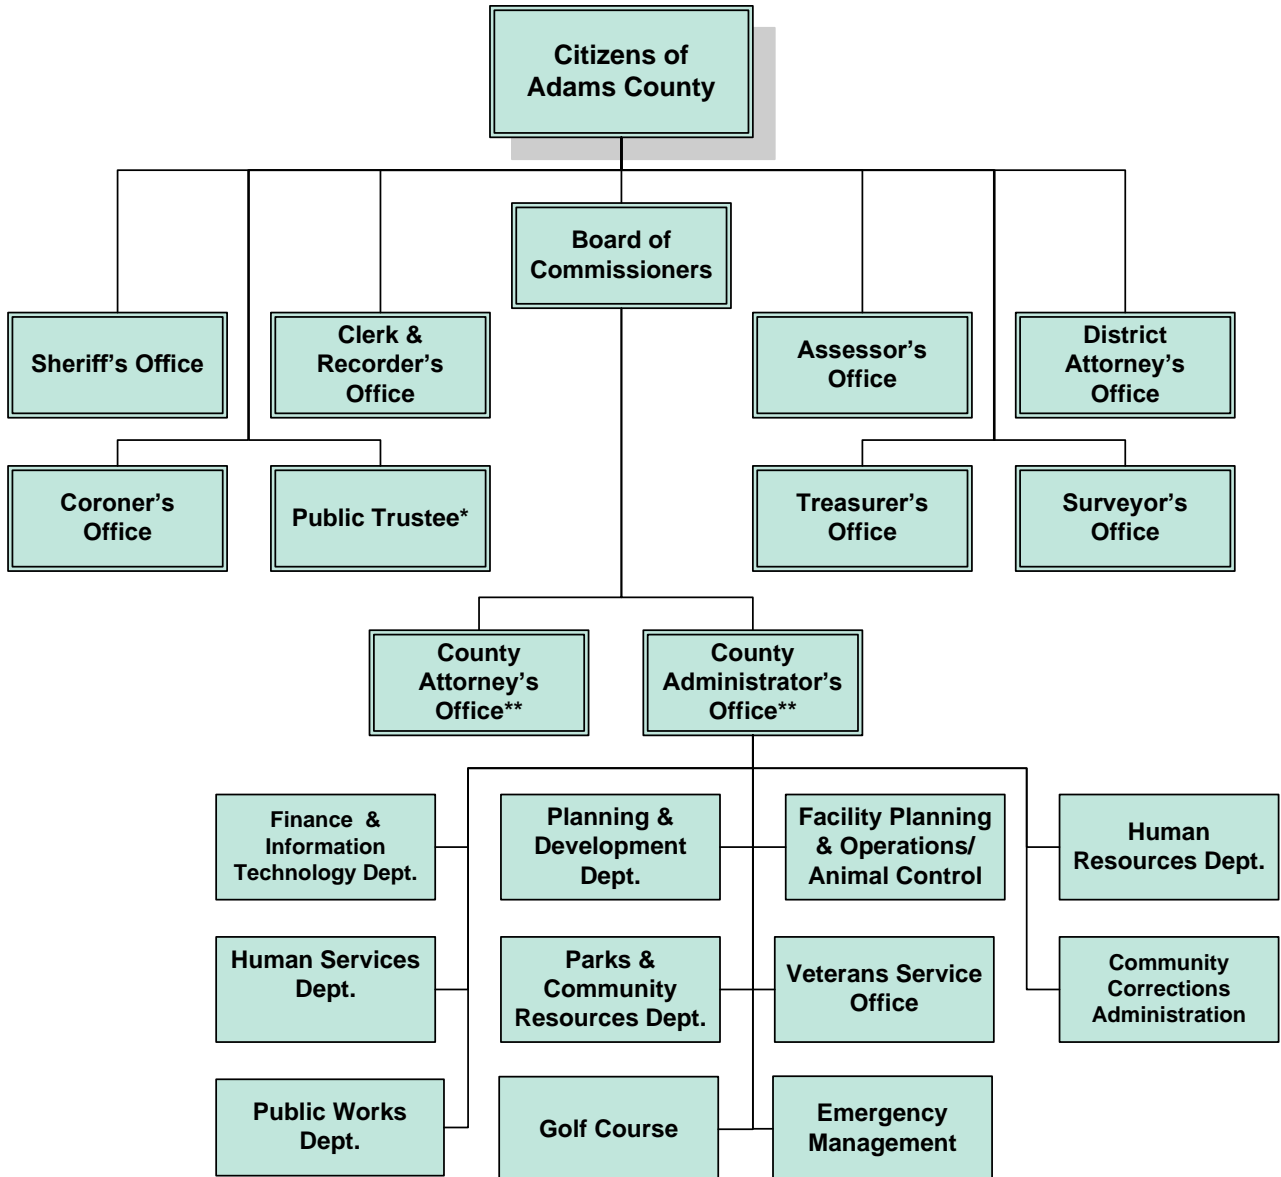 Citizens of
Adams County
Board of
Commissioners
Sheriff’s Office
Clerk &
Recorder’s
Office
Assessor’s
Office
District
Attorney’s
Office
Coroner’s
Office
Public Trustee*
Treasurer’s
Office
Surveyor’s
Office
County
Attorney’s
Office**
County
Administrator’s
Office**
Finance &
Information
Technology Dept.
Planning &
Development
Dept.
Facility Planning
& Operations/
Animal Control
Human
Resources Dept.
Human Services
Dept.
Parks &
Community
Resources Dept.
Veterans Service
Office
Community
Corrections
Administration
Public Works
Dept.
Golf Course
Emergency
Management